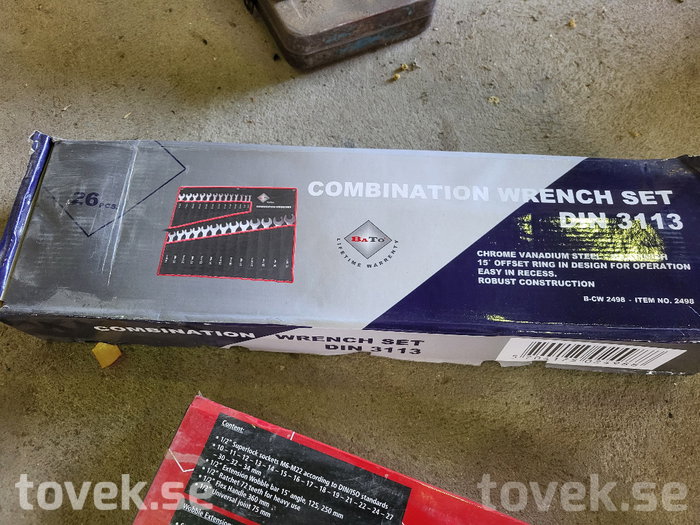 26 PCS.
COMBINATION WRENCH SET
DIN 3113
BATO
LIFETIME WARRENTY
CHROME VANADIUM STEEL
15° OFFSET RING IN DESIGN FOR OPERATION
EASY IN RECESS.
ROBUST CONSTRUCTION
B-CW 2498 - ITEM NO. 2498
COMBINATION WRENCH SET
DIN 3113
Content:
• 1/2" Superlock sockets M6-M22 according to DIN/ISO standards
• 10 - 11 - 12 - 13 - 14 - 15 - 16 - 17 - 18 - 19 - 21 - 22 - 24 - 27
- 30 - 32 - 34 mm
• 1/2" Extension Wobble bar 15° angle, 125, 250 mm
• 1/2" Ratchet 72 teeth for heavy use
• 1/2" Flex Handle 360
• 1/2" Universal joint 75 mm
Wobble Extension
tovek.se
tovek.se